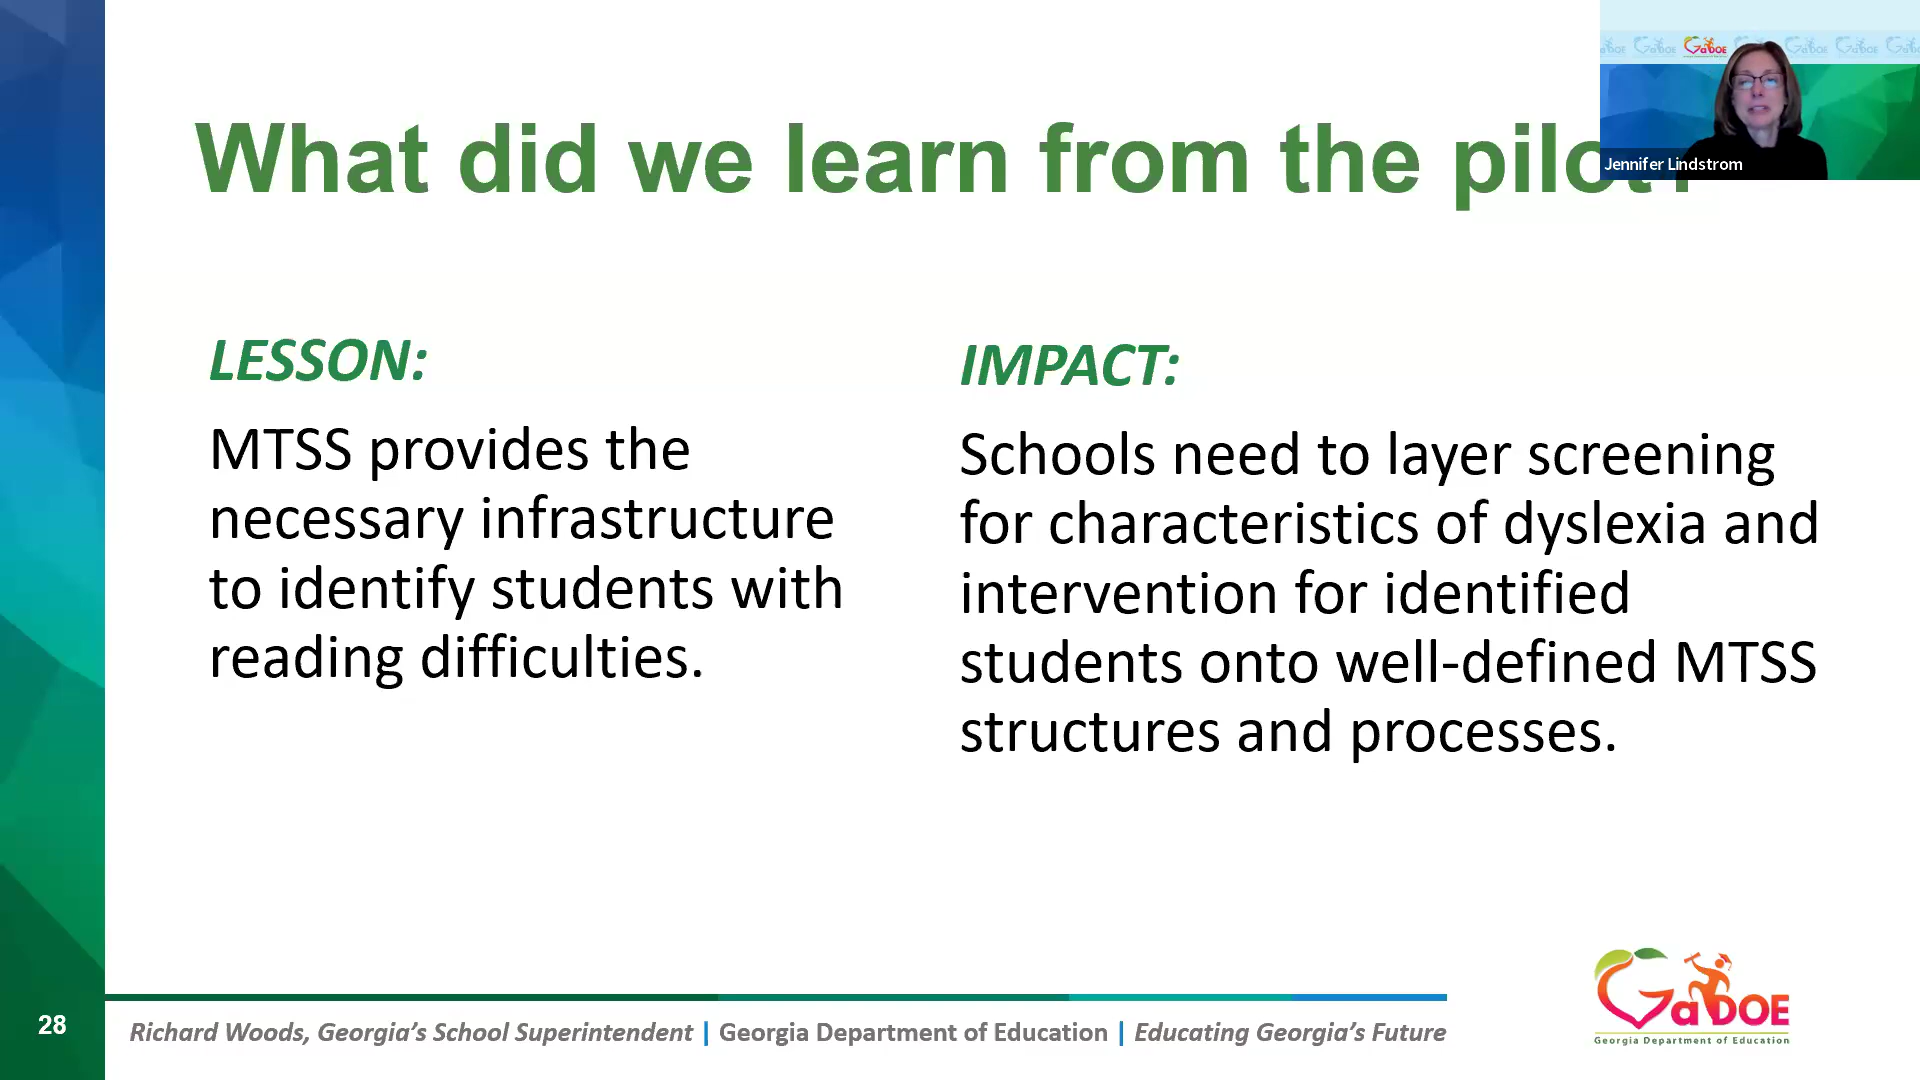 What did we learn from the pilot?
Jennifer Lindstrom
LESSON:
MTSS provides the
necessary infrastructure
to identify students with
reading difficulties.
IMPACT:
Schools need to layer screening
for characteristics of dyslexia and
intervention for identified
students onto well-defined MTSS
structures and processes.
28
Richard Woods, Georgia’s School Superintendent | Georgia Department of Education | Educating Georgia’s Future
GaDOE
Georgia Department of Education